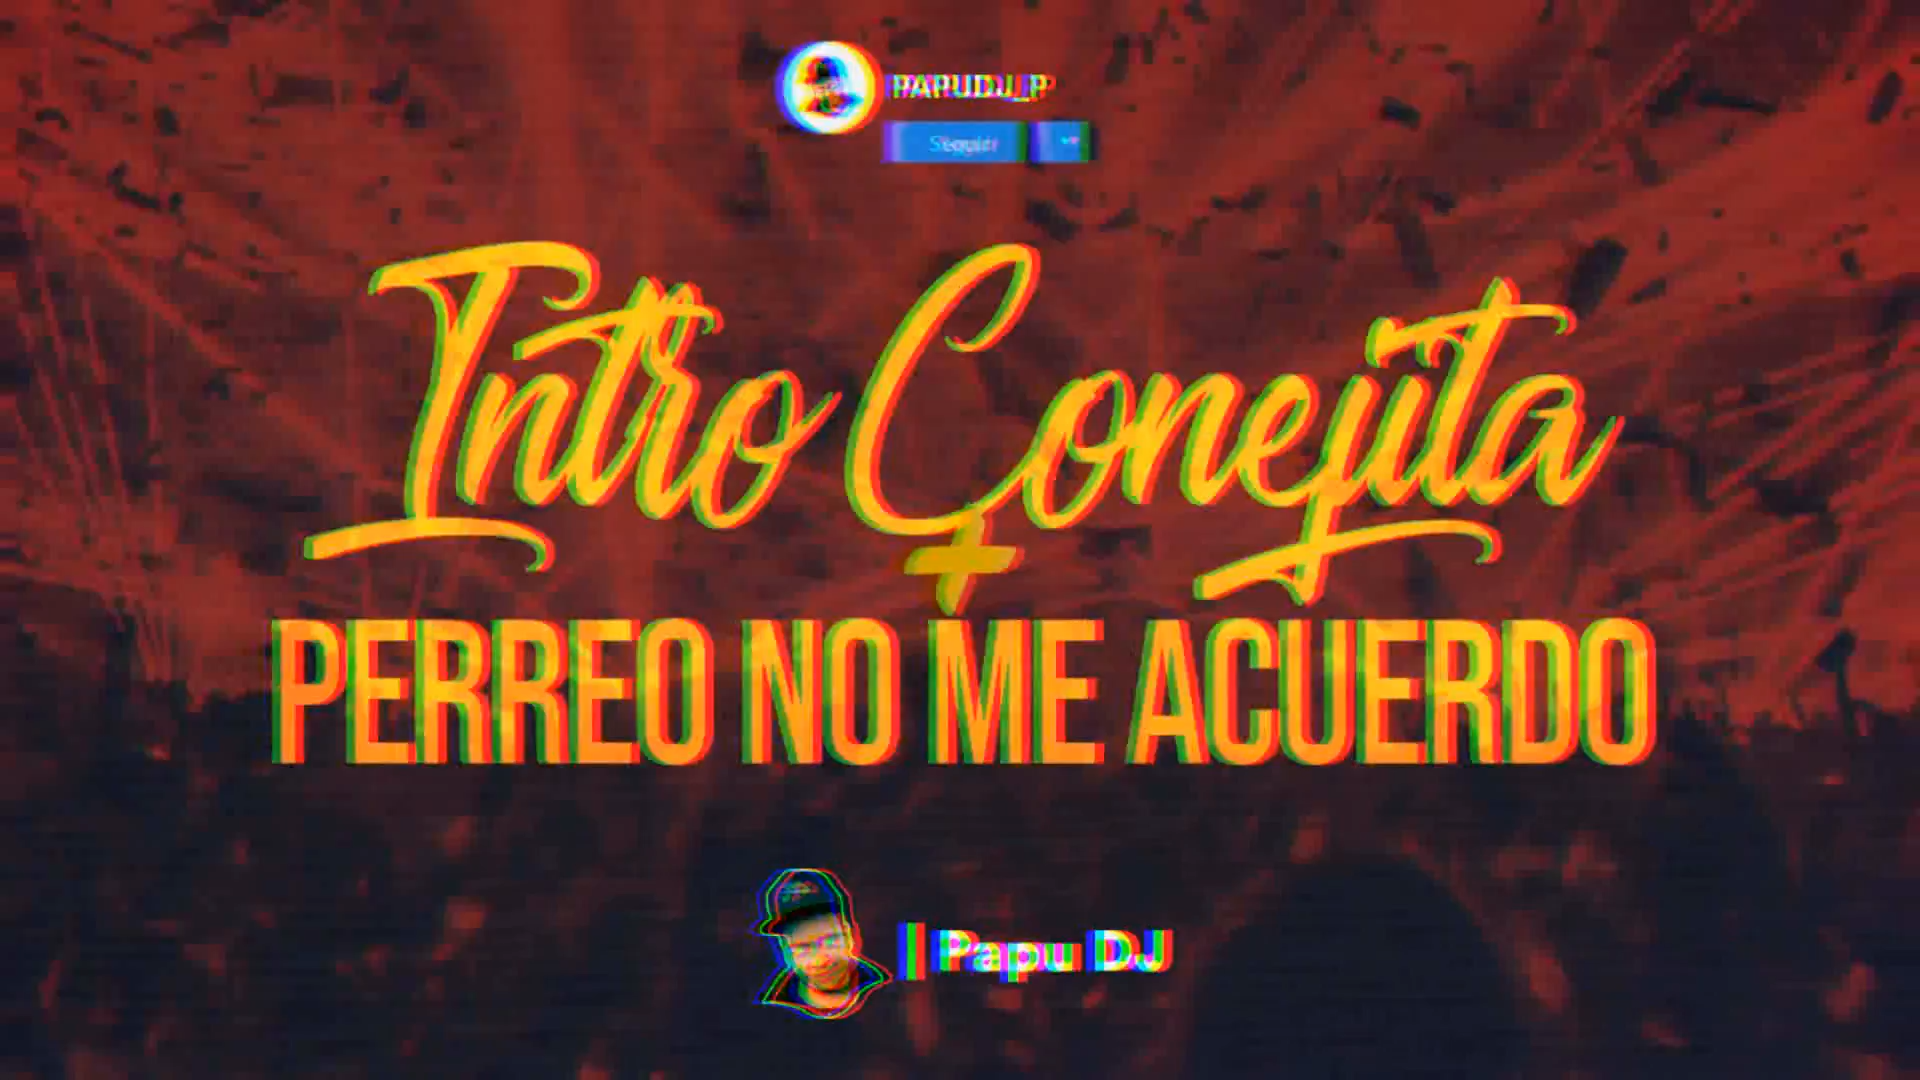 PAPUDJ_P
Seguir
Intro Conejita
+
PERREO NO ME ACUERDO
| Papu DJ